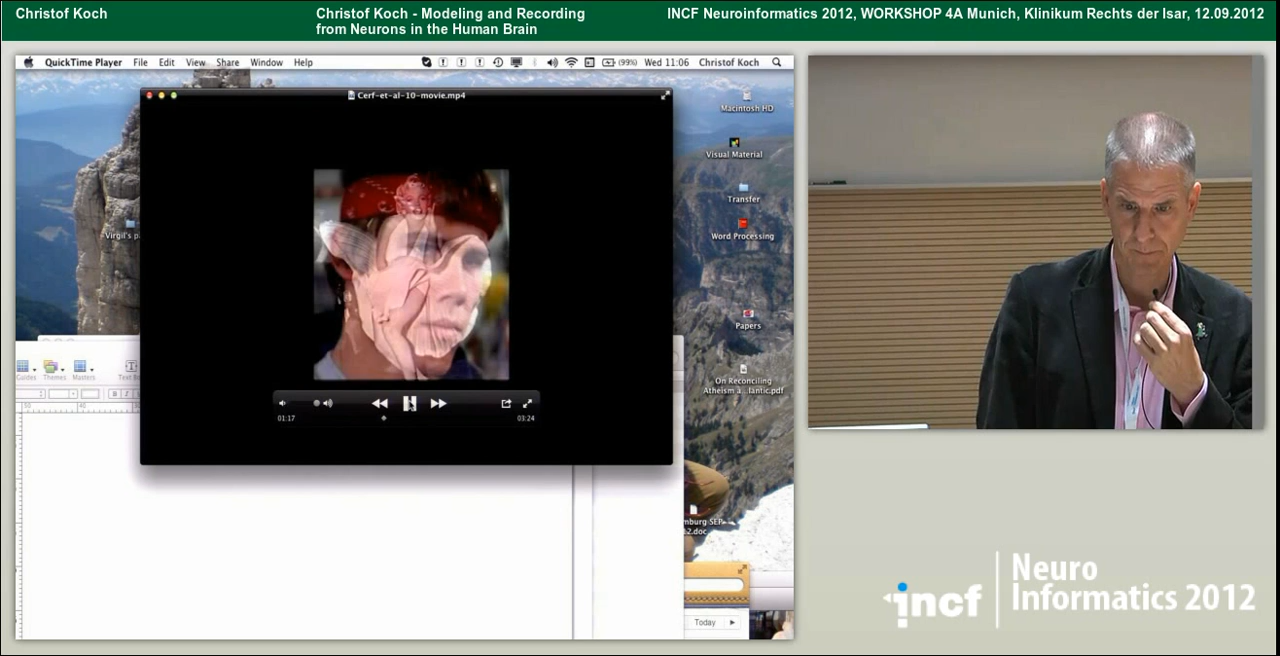 Christof Koch
Christof Koch - Modeling and Recording
from Neurons in the Human Brain
INCF Neuroinformatics 2012, WORKSHOP 4A Munich, Klinikum Rechts der Isar, 12.09.2012
QuickTime Player File Edit View Share Window Help
(99%) Wed 11:06 Christof Koch
Cerf-et-al-10-movie.mp4
Macintosh HD
Visual Material
Transfer
Virgil's p
Word Processing
Papers
Guides Themes Masters Text B
On Reconciling
Atheism a...lantic.pdf
01:17
03:24
Today
incf
Neuro
Informatics 2012